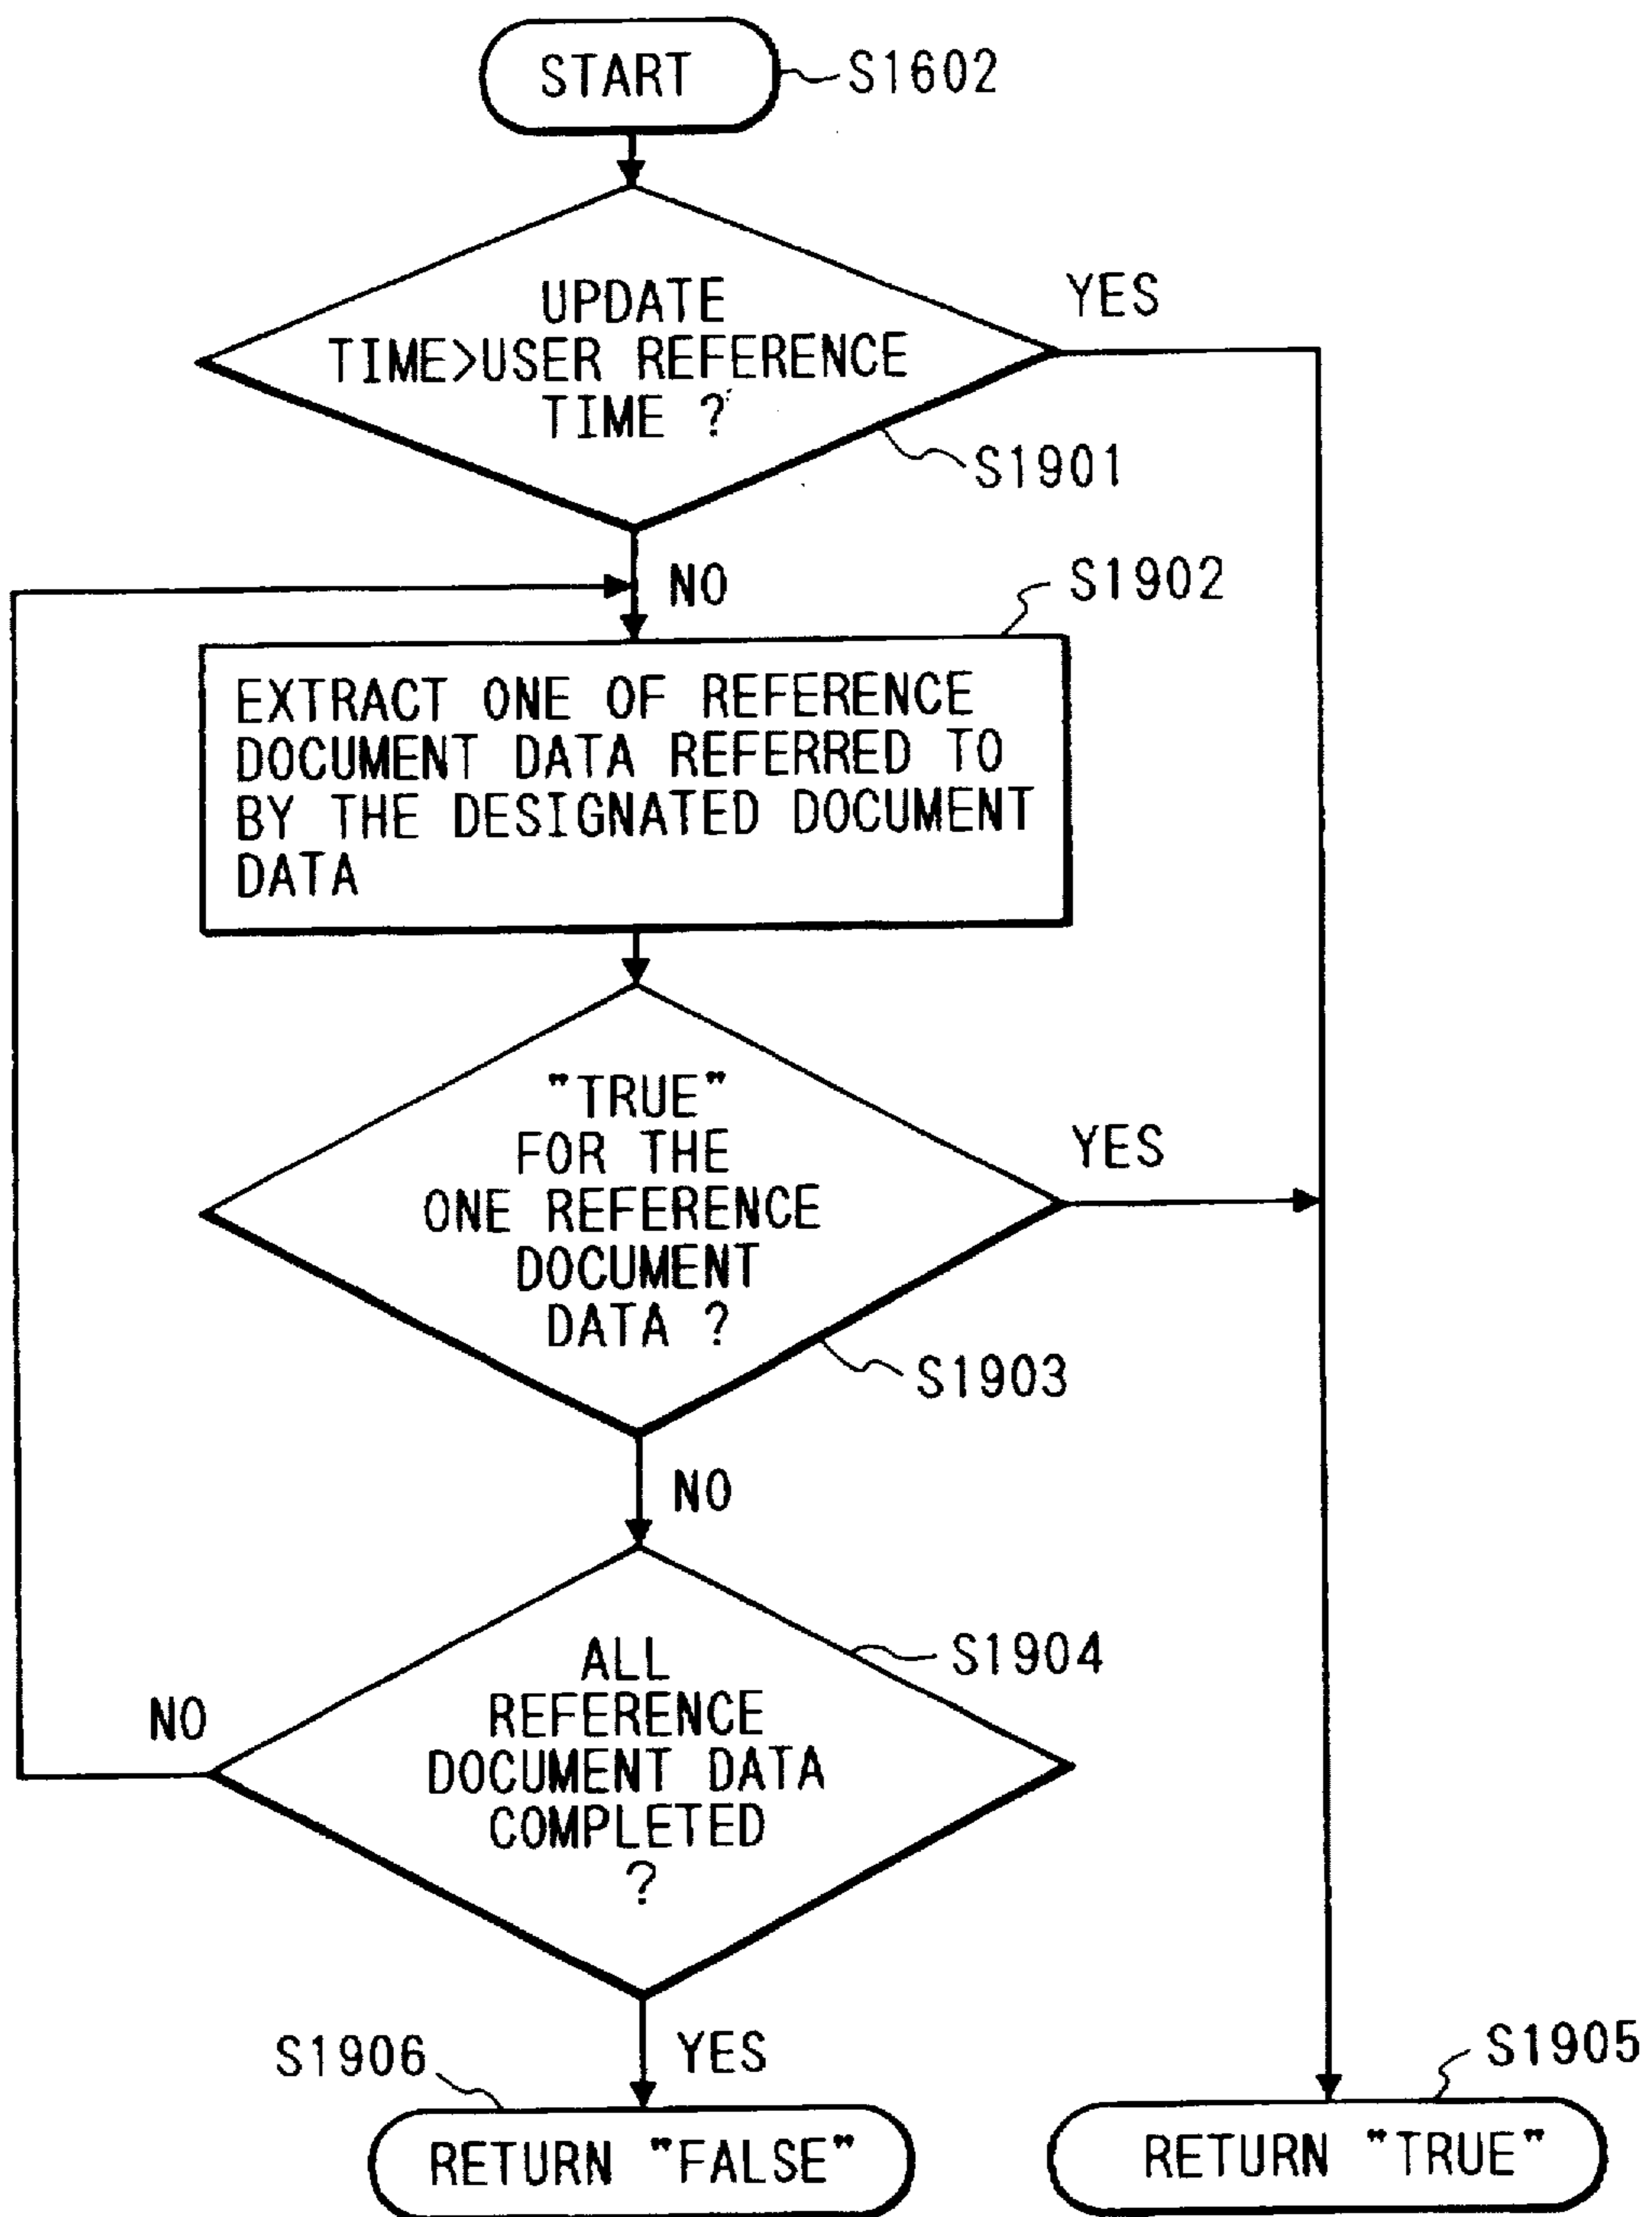 START
S1602
UPDATE
TIME>USER REFERENCE
TIME ?
YES
S1901
NO
S1902
EXTRACT ONE OF REFERENCE
DOCUMENT DATA REFERRED TO
BY THE DESIGNATED DOCUMENT
DATA
"TRUE"
FOR THE
ONE REFERENCE
DOCUMENT
DATA ?
YES
S1903
NO
S1904
ALL
REFERENCE
DOCUMENT DATA
COMPLETED
?
NO
YES
S1906
S1905
RETURN "FALSE"
RETURN "TRUE"